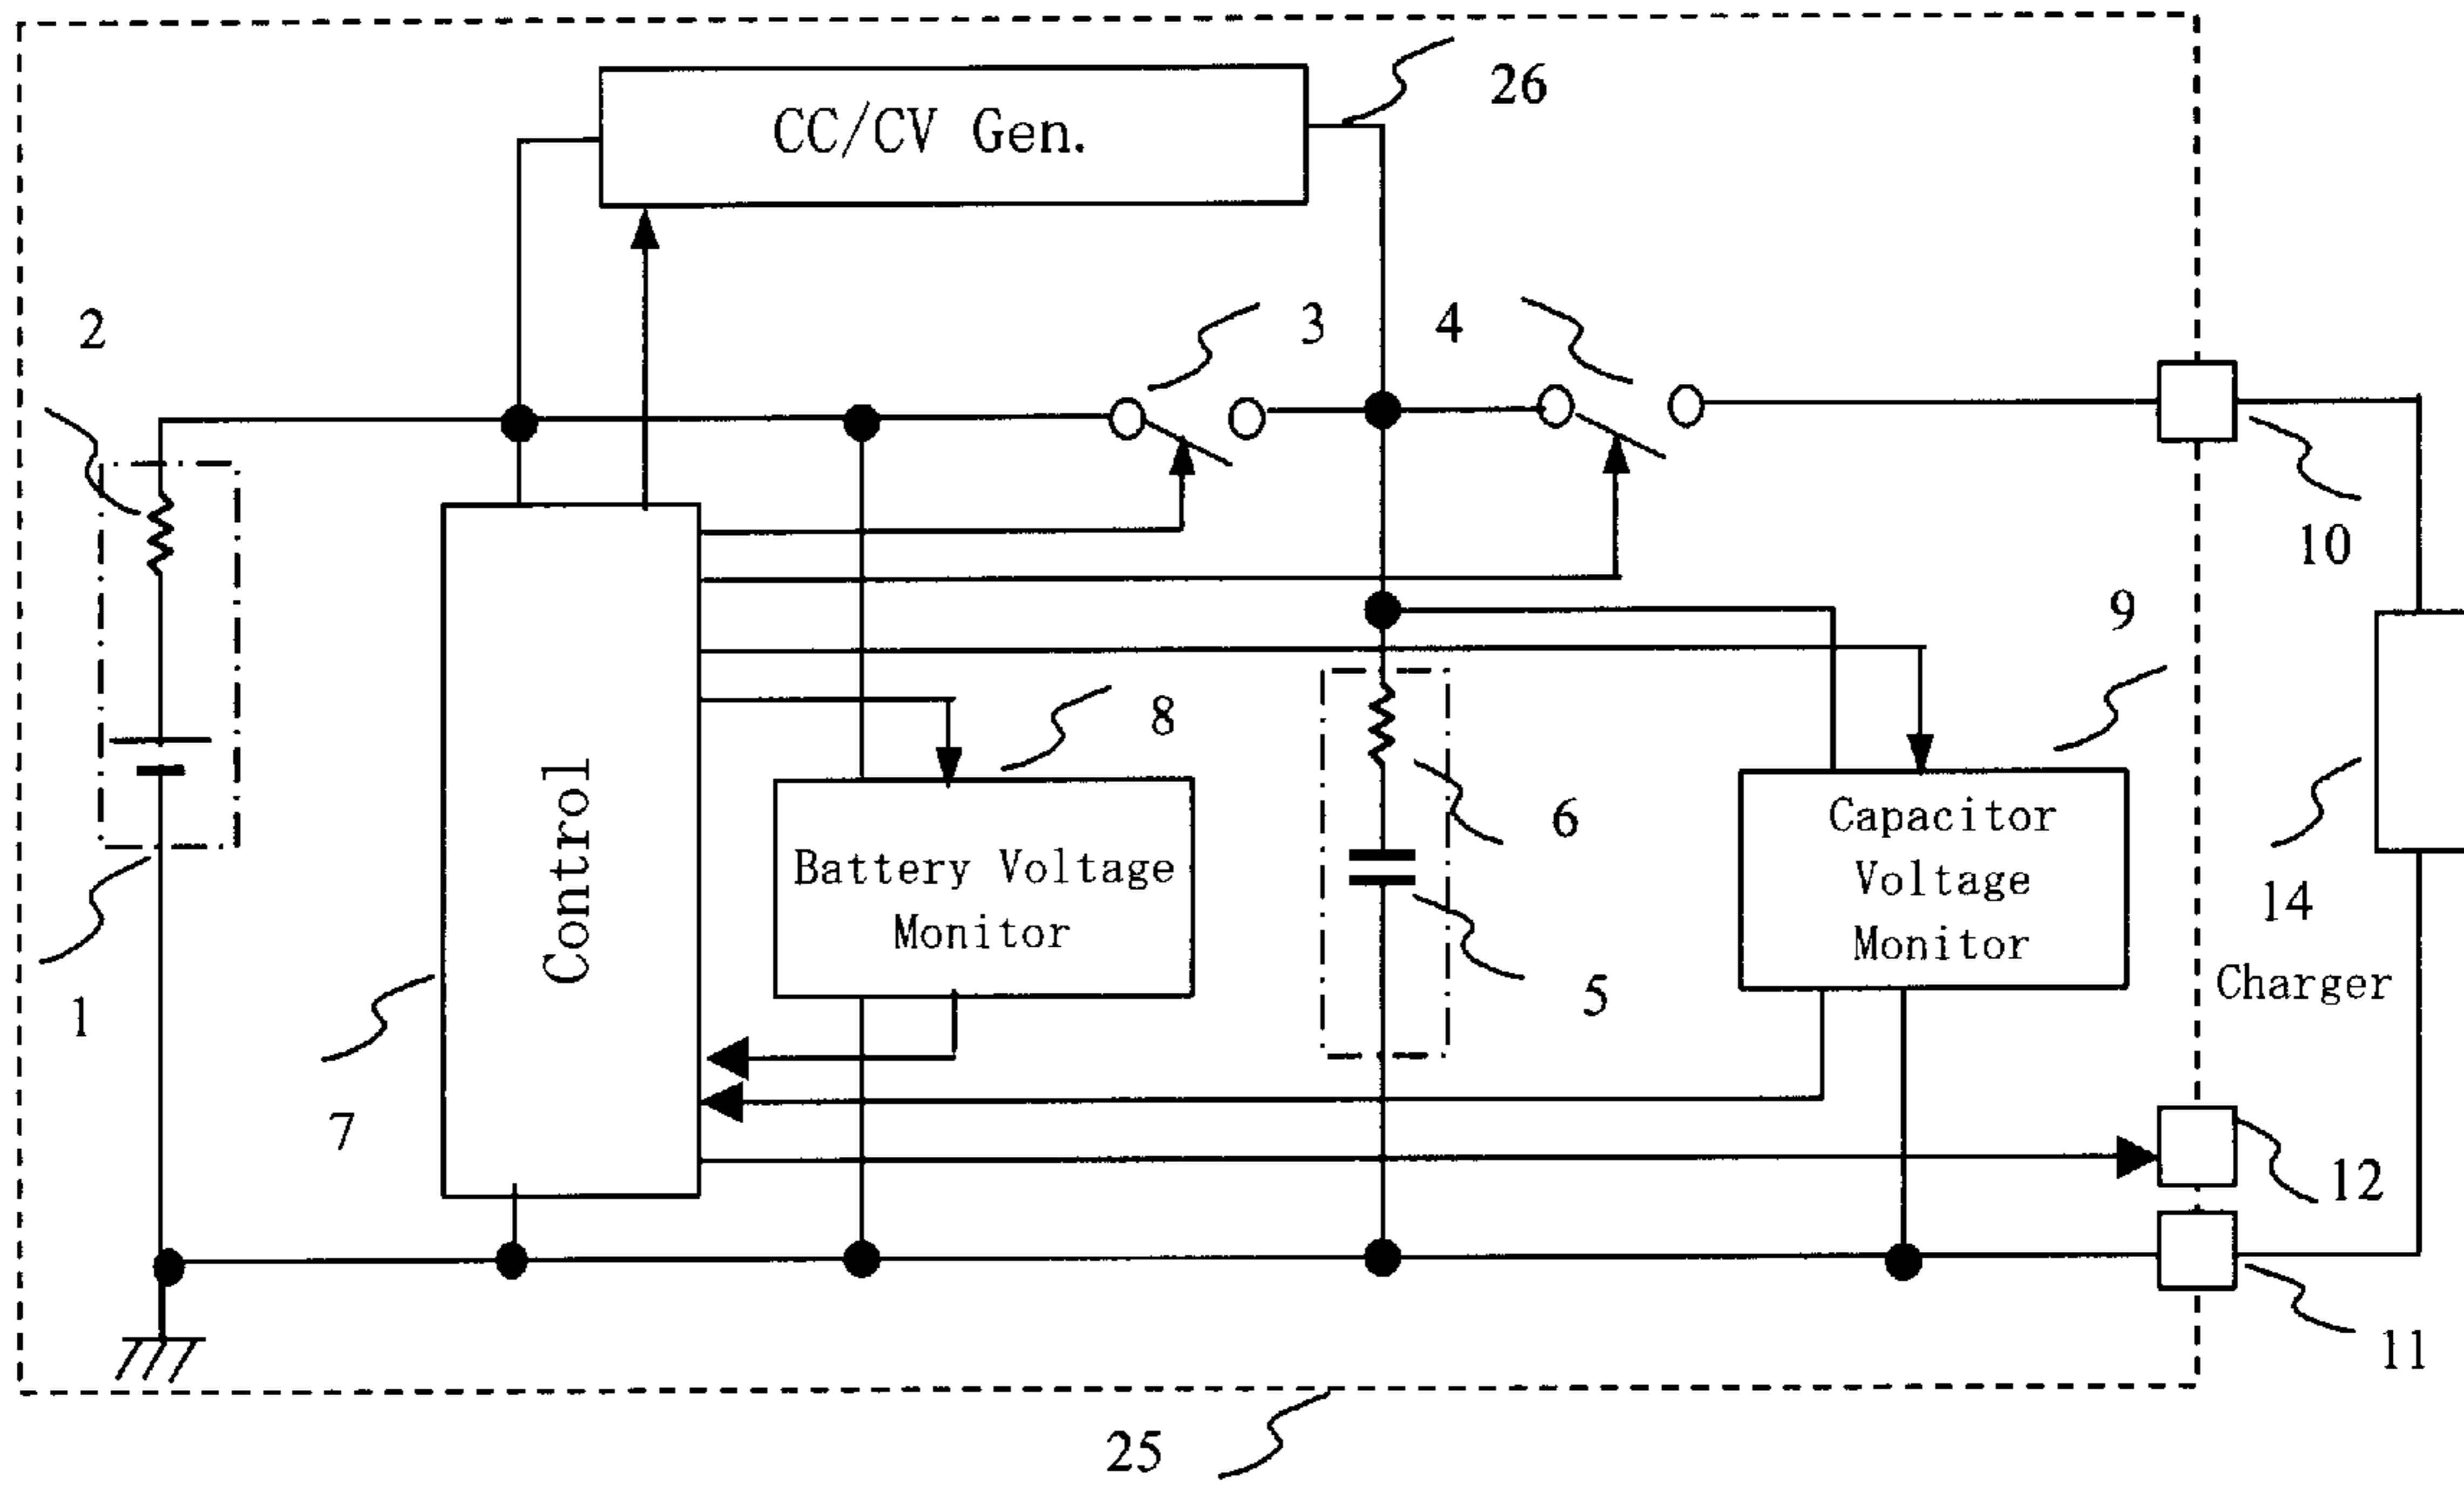 26
CC/CV Gen.
2
3
4
10
9
8
Control
Battery Voltage
Monitor
6
Capacitor
Voltage
Monitor
14
Charger
1
5
7
12
11
25